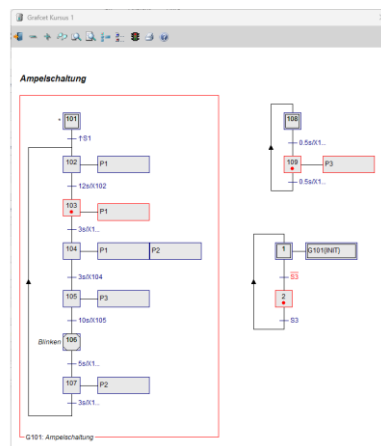 Grafcet Kursus 1
Ampelschaltung
* 101
↑S1
102 P1
12s/X102
103 P1
3s/X1...
104 P1 P2
3s/X104
105 P3
10s/X105
Blinken 106
5s/X1...
107 P2
3s/X1...
G101: Ampelschaltung
108
0.5s/X1...
109 P3
0.5s/X1...
1 G101{INIT}
S3
2
S3